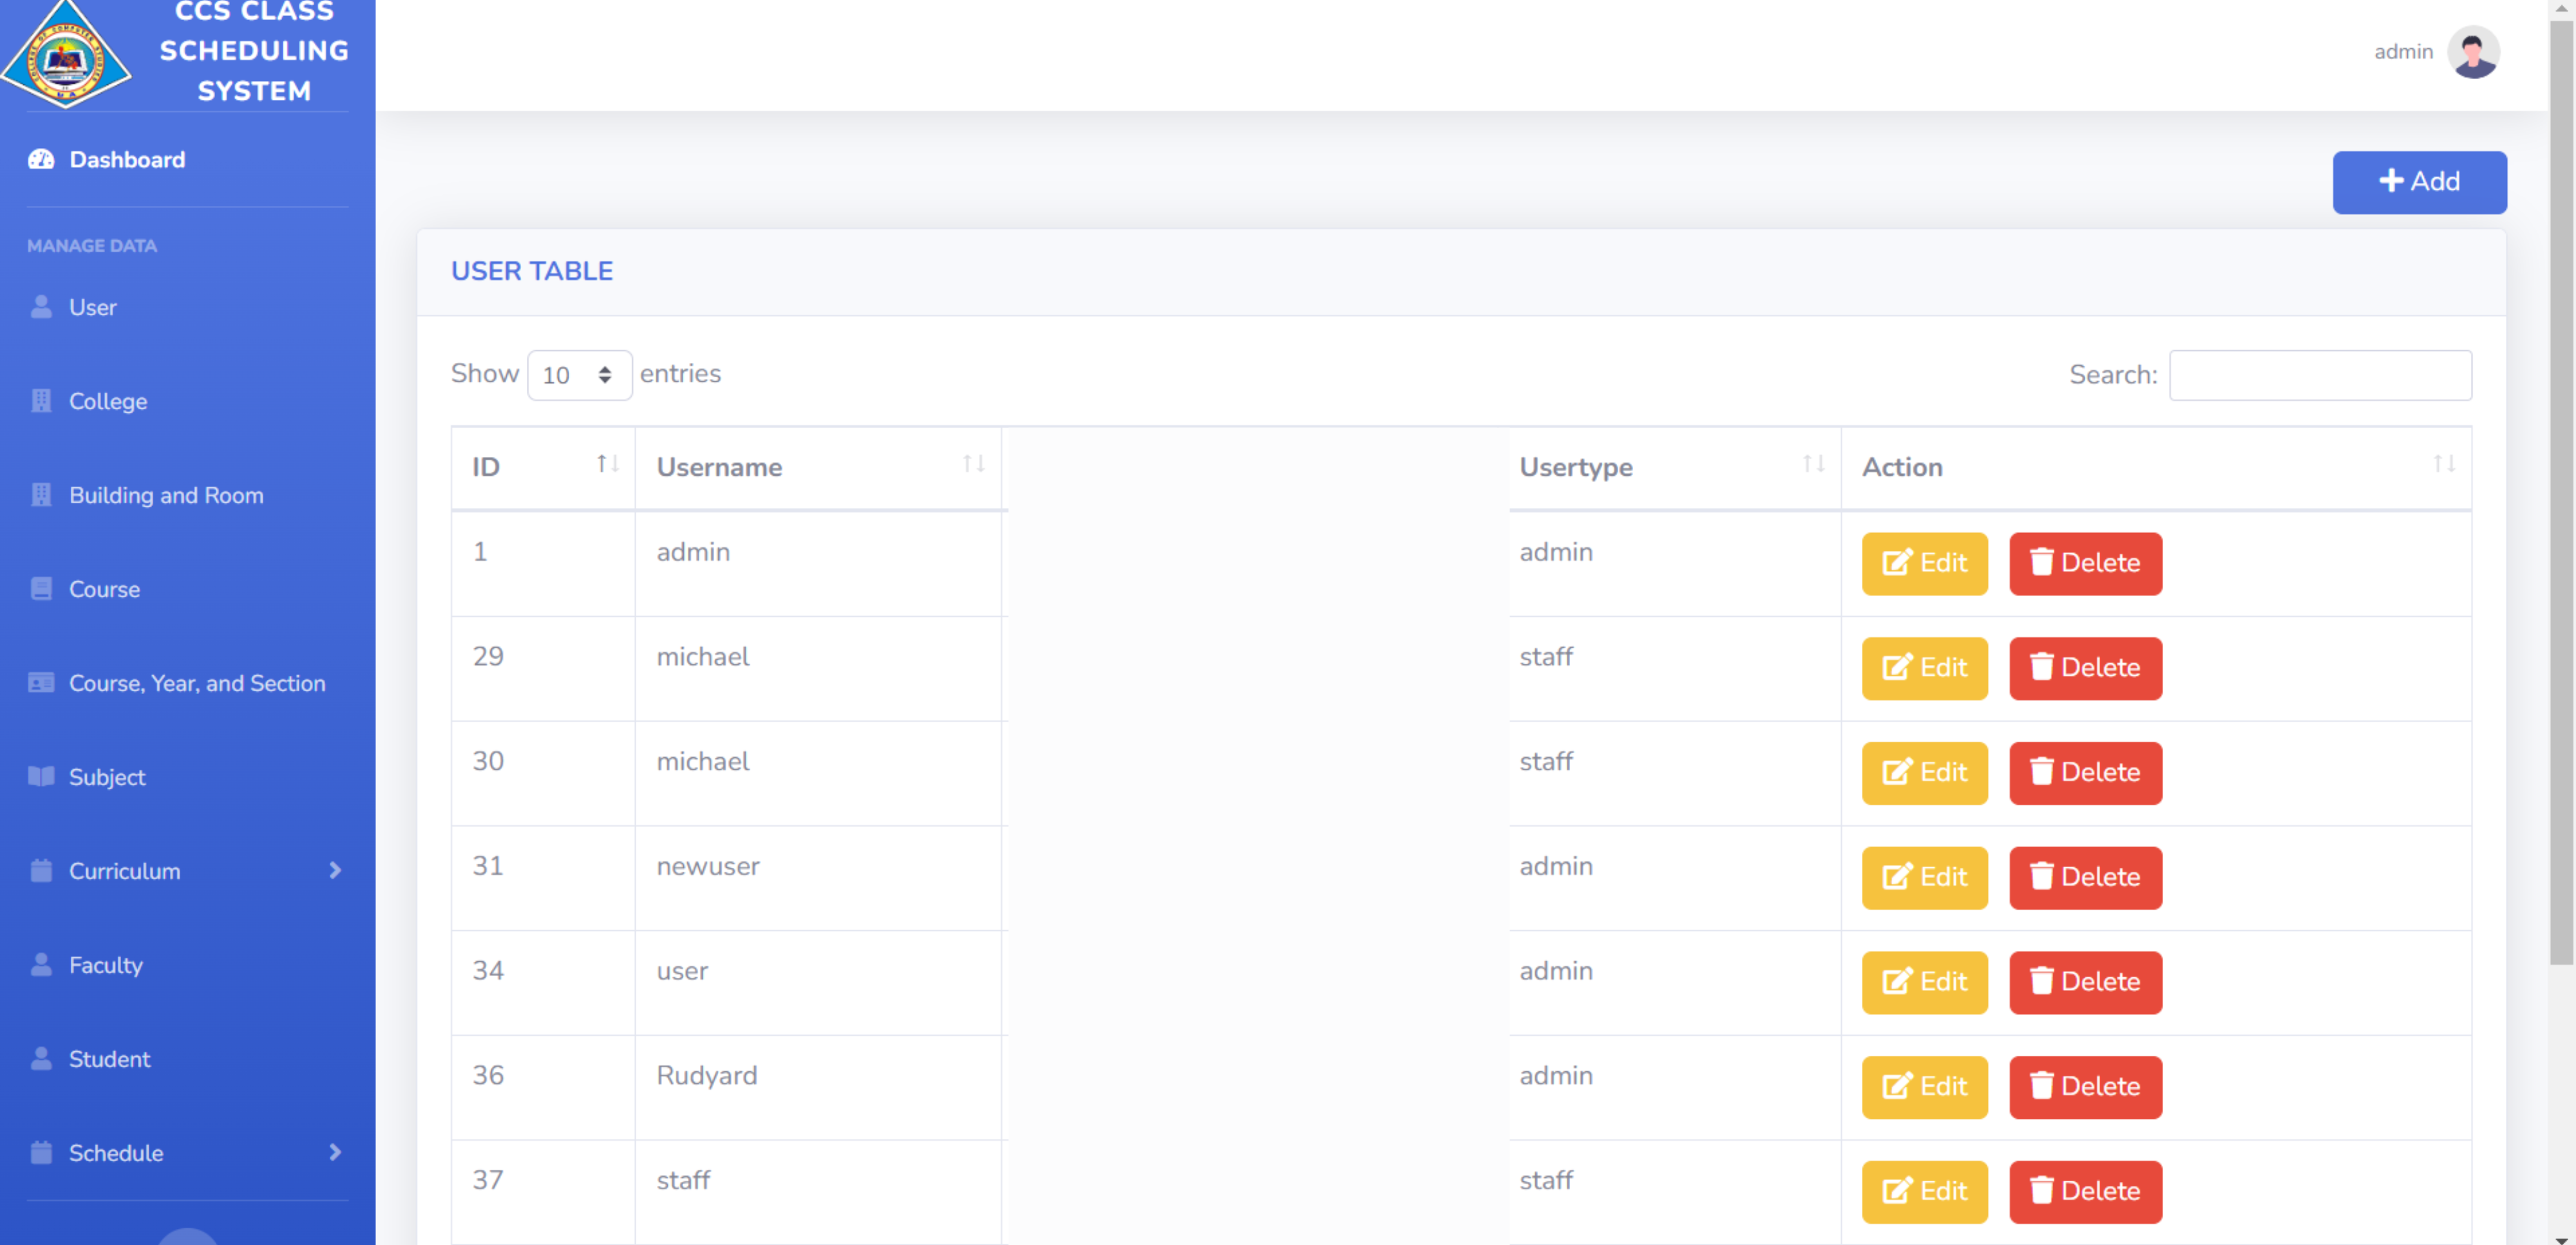 CCS CLASS
SCHEDULING
SYSTEM
admin
Dashboard
Add
MANAGE DATA
USER TABLE
User
Show 10 entries
Search:
College
ID Username Usertype Action
Building and Room
1 admin admin Edit Delete
Course
29 michael staff Edit Delete
Course, Year, and Section
30 michael staff Edit Delete
Subject
31 newuser admin Edit Delete
Curriculum
34 user admin Edit Delete
Faculty
36 Rudyard admin Edit Delete
Student
37 staff staff Edit Delete
Schedule